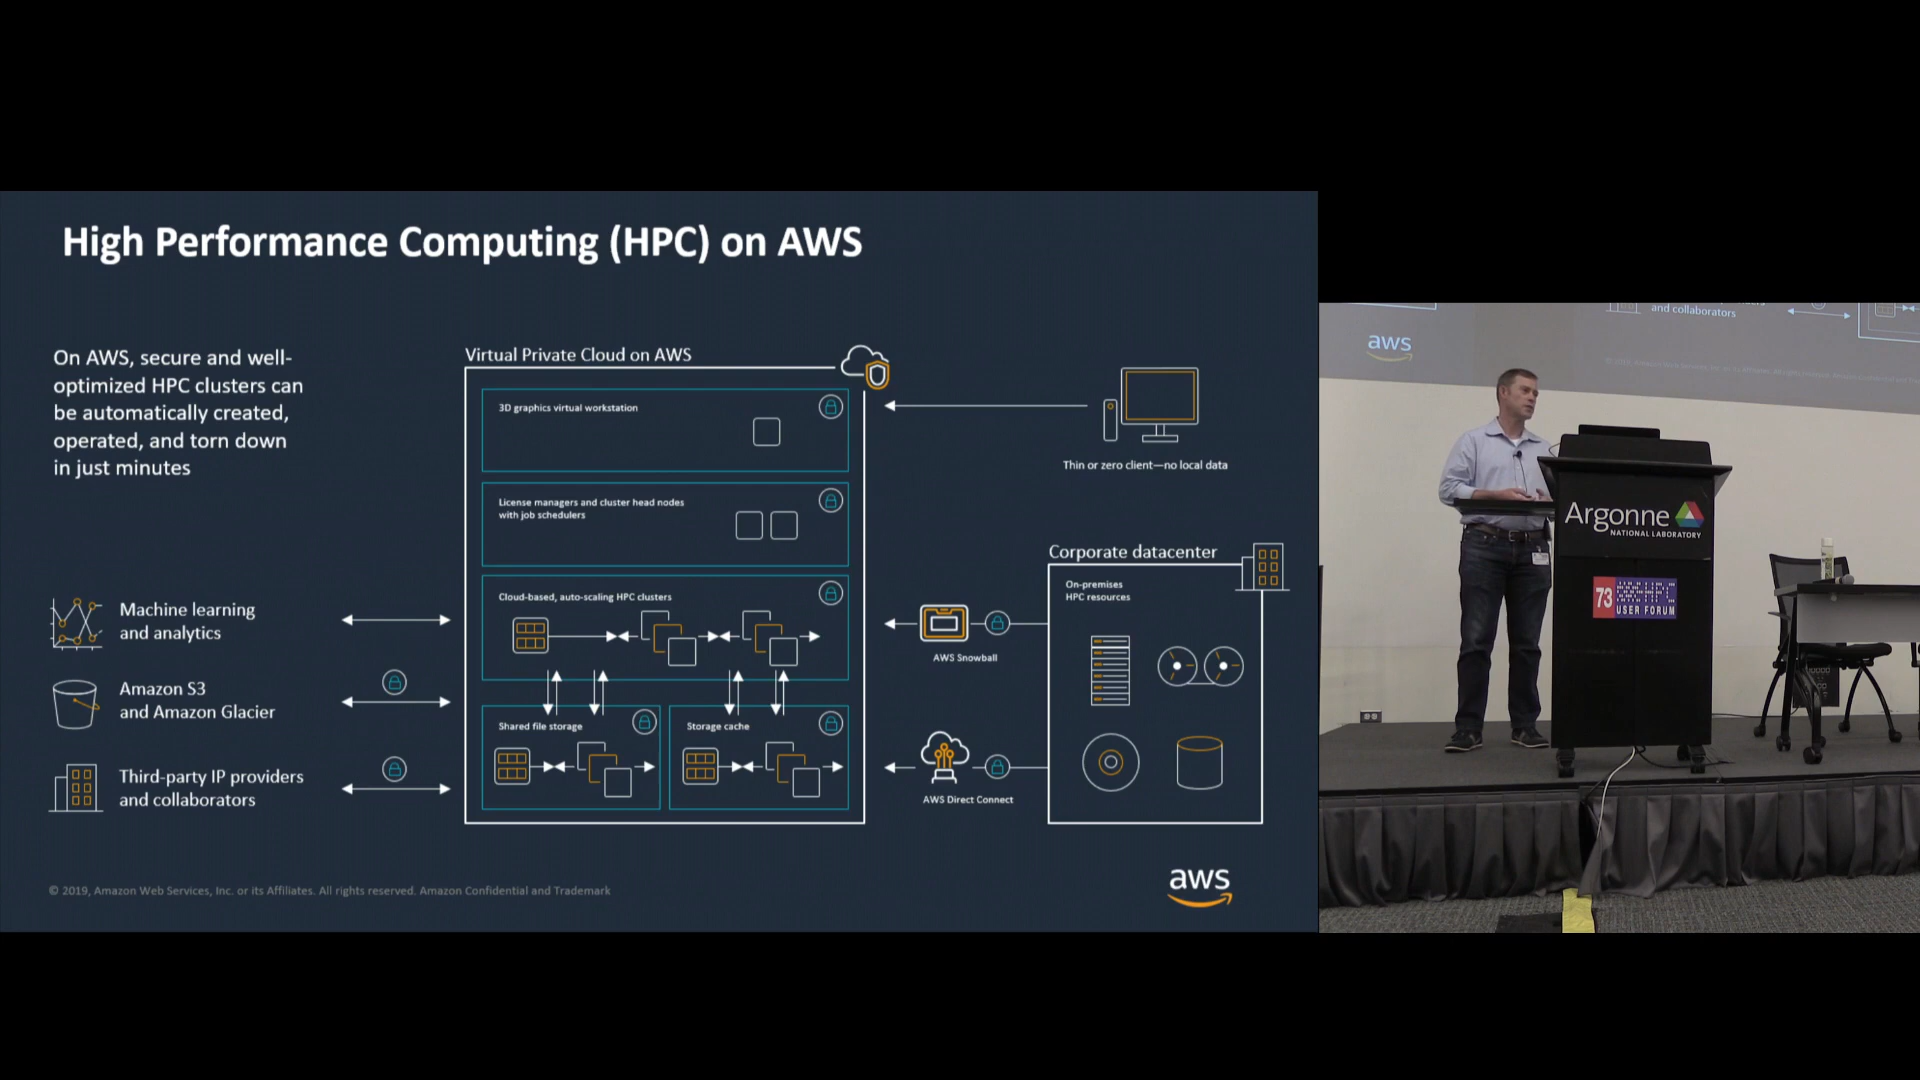 High Performance Computing (HPC) on AWS
On AWS, secure and well-
optimized HPC clusters can
be automatically created,
operated, and torn down
in just minutes
Machine learning
and analytics
Amazon S3
and Amazon Glacier
Third-party IP providers
and collaborators
Virtual Private Cloud on AWS
3D graphics virtual workstation
License managers and cluster head nodes
with job schedulers
Cloud-based, auto-scaling HPC clusters
Shared file storage
Storage cache
Thin or zero client—no local data
AWS Snowball
AWS Direct Connect
Corporate datacenter
On-premises
HPC resources
© 2019, Amazon Web Services, Inc. or its Affiliates. All rights reserved. Amazon Confidential and Trademark
aws
aws
and collaborators
Argonne
NATIONAL LABORATORY
73
HPC
USER FORUM